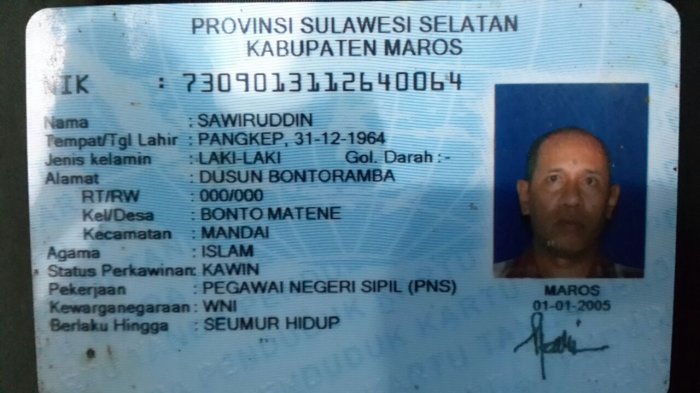 PROVINSI SULAWESI SELATAN
KABUPATEN MAROS
NIK : 7309013112640064
Nama : SAWIRUDDIN
Tempat/Tgl Lahir : PANGKEP, 31-12-1964
Jenis kelamin : LAKI-LAKI Gol. Darah : -
Alamat : DUSUN BONTORAMBA
RT/RW : 000/000
Kel/Desa : BONTO MATENE
Kecamatan : MANDAI
Agama : ISLAM
Status Perkawinan: KAWIN
Pekerjaan : PEGAWAI NEGERI SIPIL (PNS)
Kewarganegaraan : WNI
Berlaku Hingga : SEUMUR HIDUP
MAROS
01-01-2005